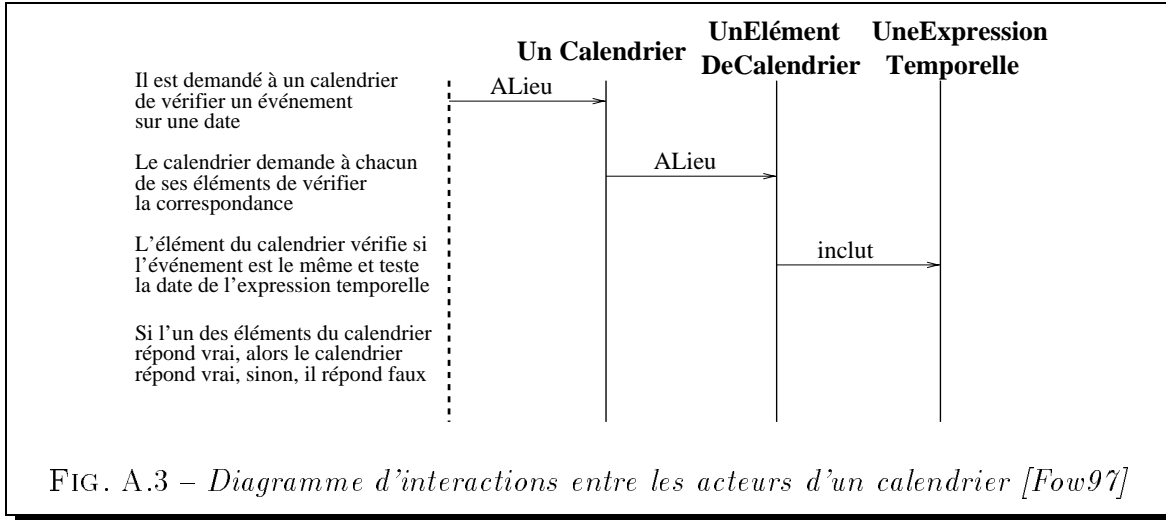 Un Calendrier
UnElément
DeCalendrier
UneExpression
Temporelle
Il est demandé à un calendrier
de vérifier un événement
sur une date
ALieu
Le calendrier demande à chacun
de ses éléments de vérifier
la correspondance
ALieu
L'élément du calendrier vérifie si
l'événement est le même et teste
la date de l'expression temporelle
inclut
Si l'un des éléments du calendrier
répond vrai, alors le calendrier
répond vrai, sinon, il répond faux
FIG. A.3 – Diagramme d'interactions entre les acteurs d'un calendrier [Fow97]